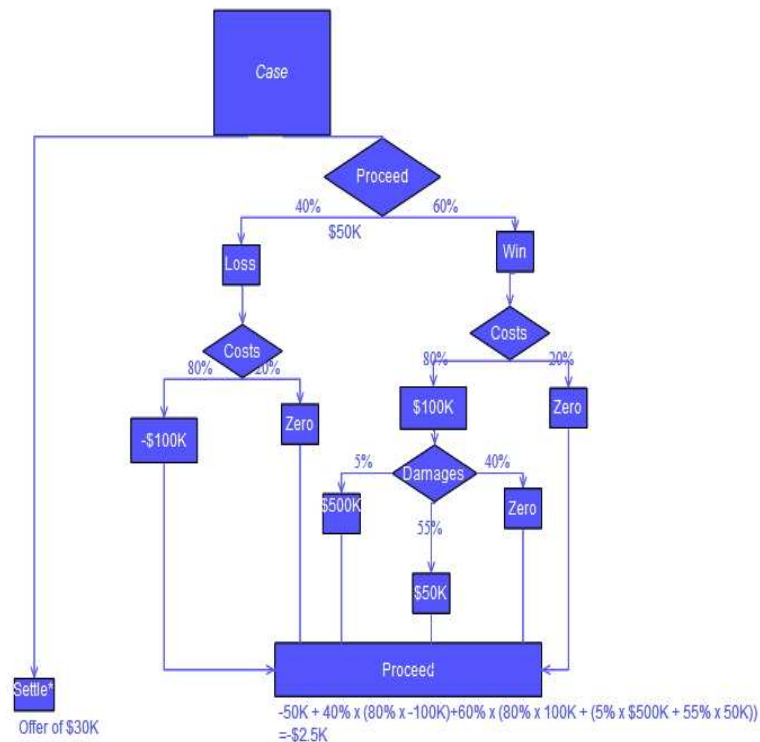 Case
Proceed
40%
60%
$50K
Loss
Win
Costs
Costs
80%
20%
80%
20%
-$100K
Zero
$100K
Zero
Damages
5%
40%
$500K
Zero
55%
$50K
Proceed
Settle*
Offer of $30K
-50K + 40% x (80% x -100K)+60% x (80% x 100K + (5% x $500K + 55% x 50K))
=-$2.5K